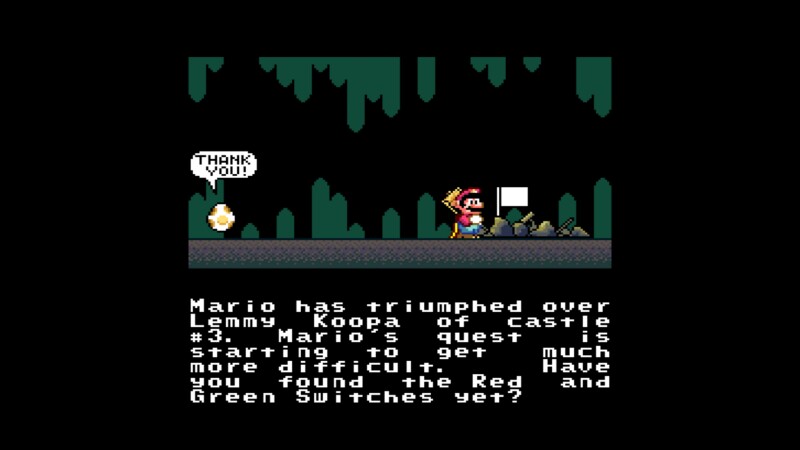 THANK
YOU!
Mario has triumphed over
Lemmy Koopa of castle
#3. Mario's quest is
starting to get much
more difficult. Have
you found the Red and
Green Switches yet?